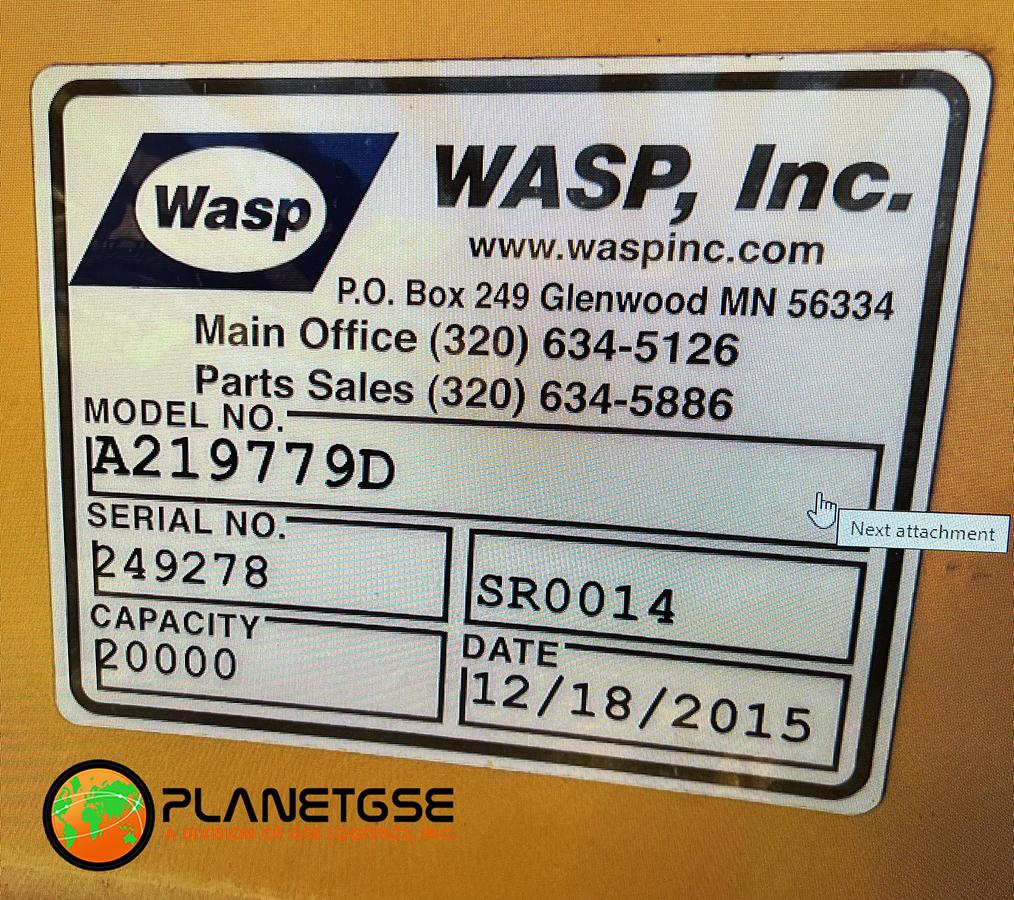 Wasp
WASP, Inc.
www.waspinc.com
P.O. Box 249 Glenwood MN 56334
Main Office (320) 634-5126
Parts Sales (320) 634-5886
MODEL NO.
A219779D
Next attachment
SERIAL NO.
249278
SR0014
CAPACITY
20000
DATE
12/18/2015
PLANETGSE
A DIVISION OF GSE LOGISTICS, INC.